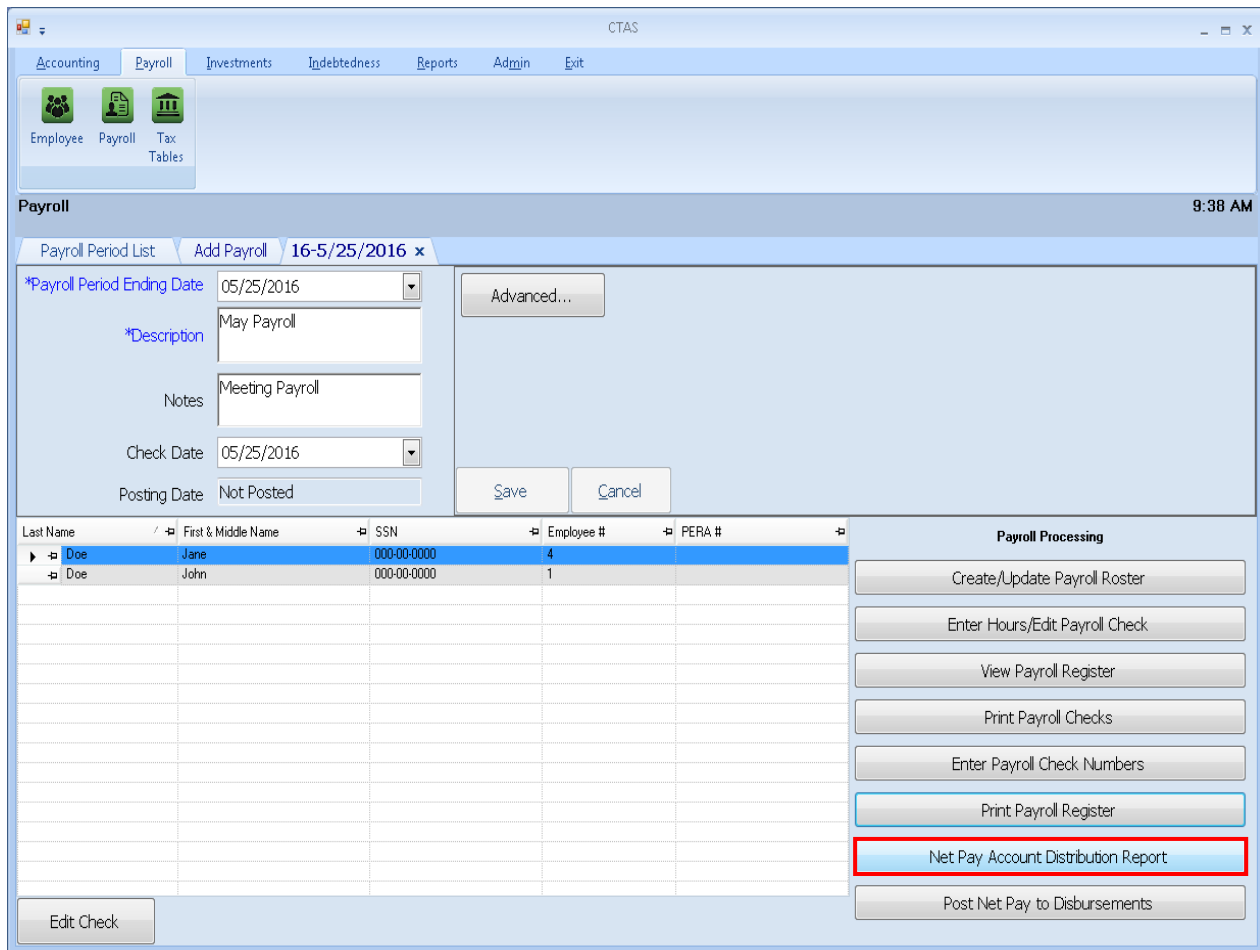 CTAS
Accounting Payroll Investments Indebtedness Reports Admin Exit
Employee Payroll Tax Tables
Payroll 9:38 AM
Payroll Period List Add Payroll 16-5/25/2016 x
*Payroll Period Ending Date 05/25/2016
Advanced...
*Description May Payroll
Notes Meeting Payroll
Check Date 05/25/2016
Posting Date Not Posted
Save Cancel
Last Name First & Middle Name SSN Employee # PERA #
Doe Jane 000-00-0000 4
Doe John 000-00-0000 1
Payroll Processing
Create/Update Payroll Roster
Enter Hours/Edit Payroll Check
View Payroll Register
Print Payroll Checks
Enter Payroll Check Numbers
Print Payroll Register
Net Pay Account Distribution Report
Post Net Pay to Disbursements
Edit Check